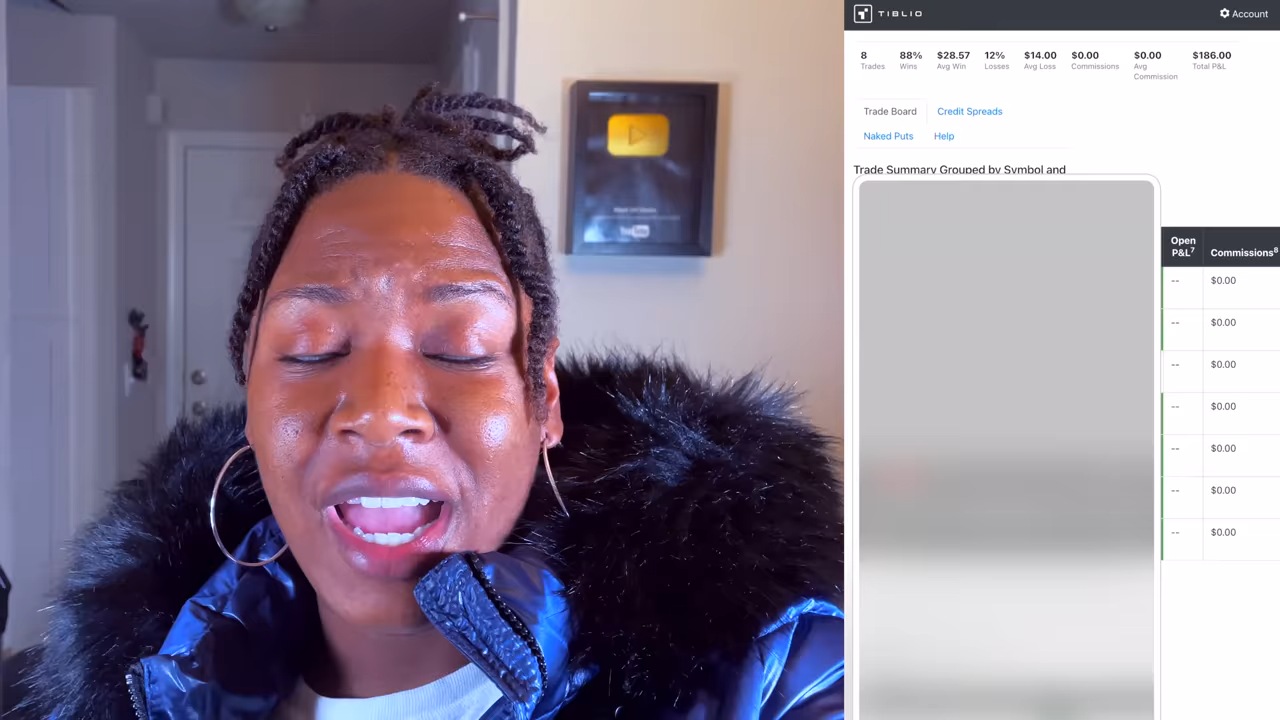 TIBLIO
Account
8 88% $28.57 12% $14.00 $0.00 $0.00 $186.00
Trades Wins Avg Win Losses Avg Loss Commissions Avg Commission Total P&L
Trade Board Credit Spreads
Naked Puts Help
Trade Summary Grouped by Symbol and
Open P&L7 Commissions8
-- $0.00
-- $0.00
-- $0.00
-- $0.00
-- $0.00
-- $0.00
-- $0.00
YouTube